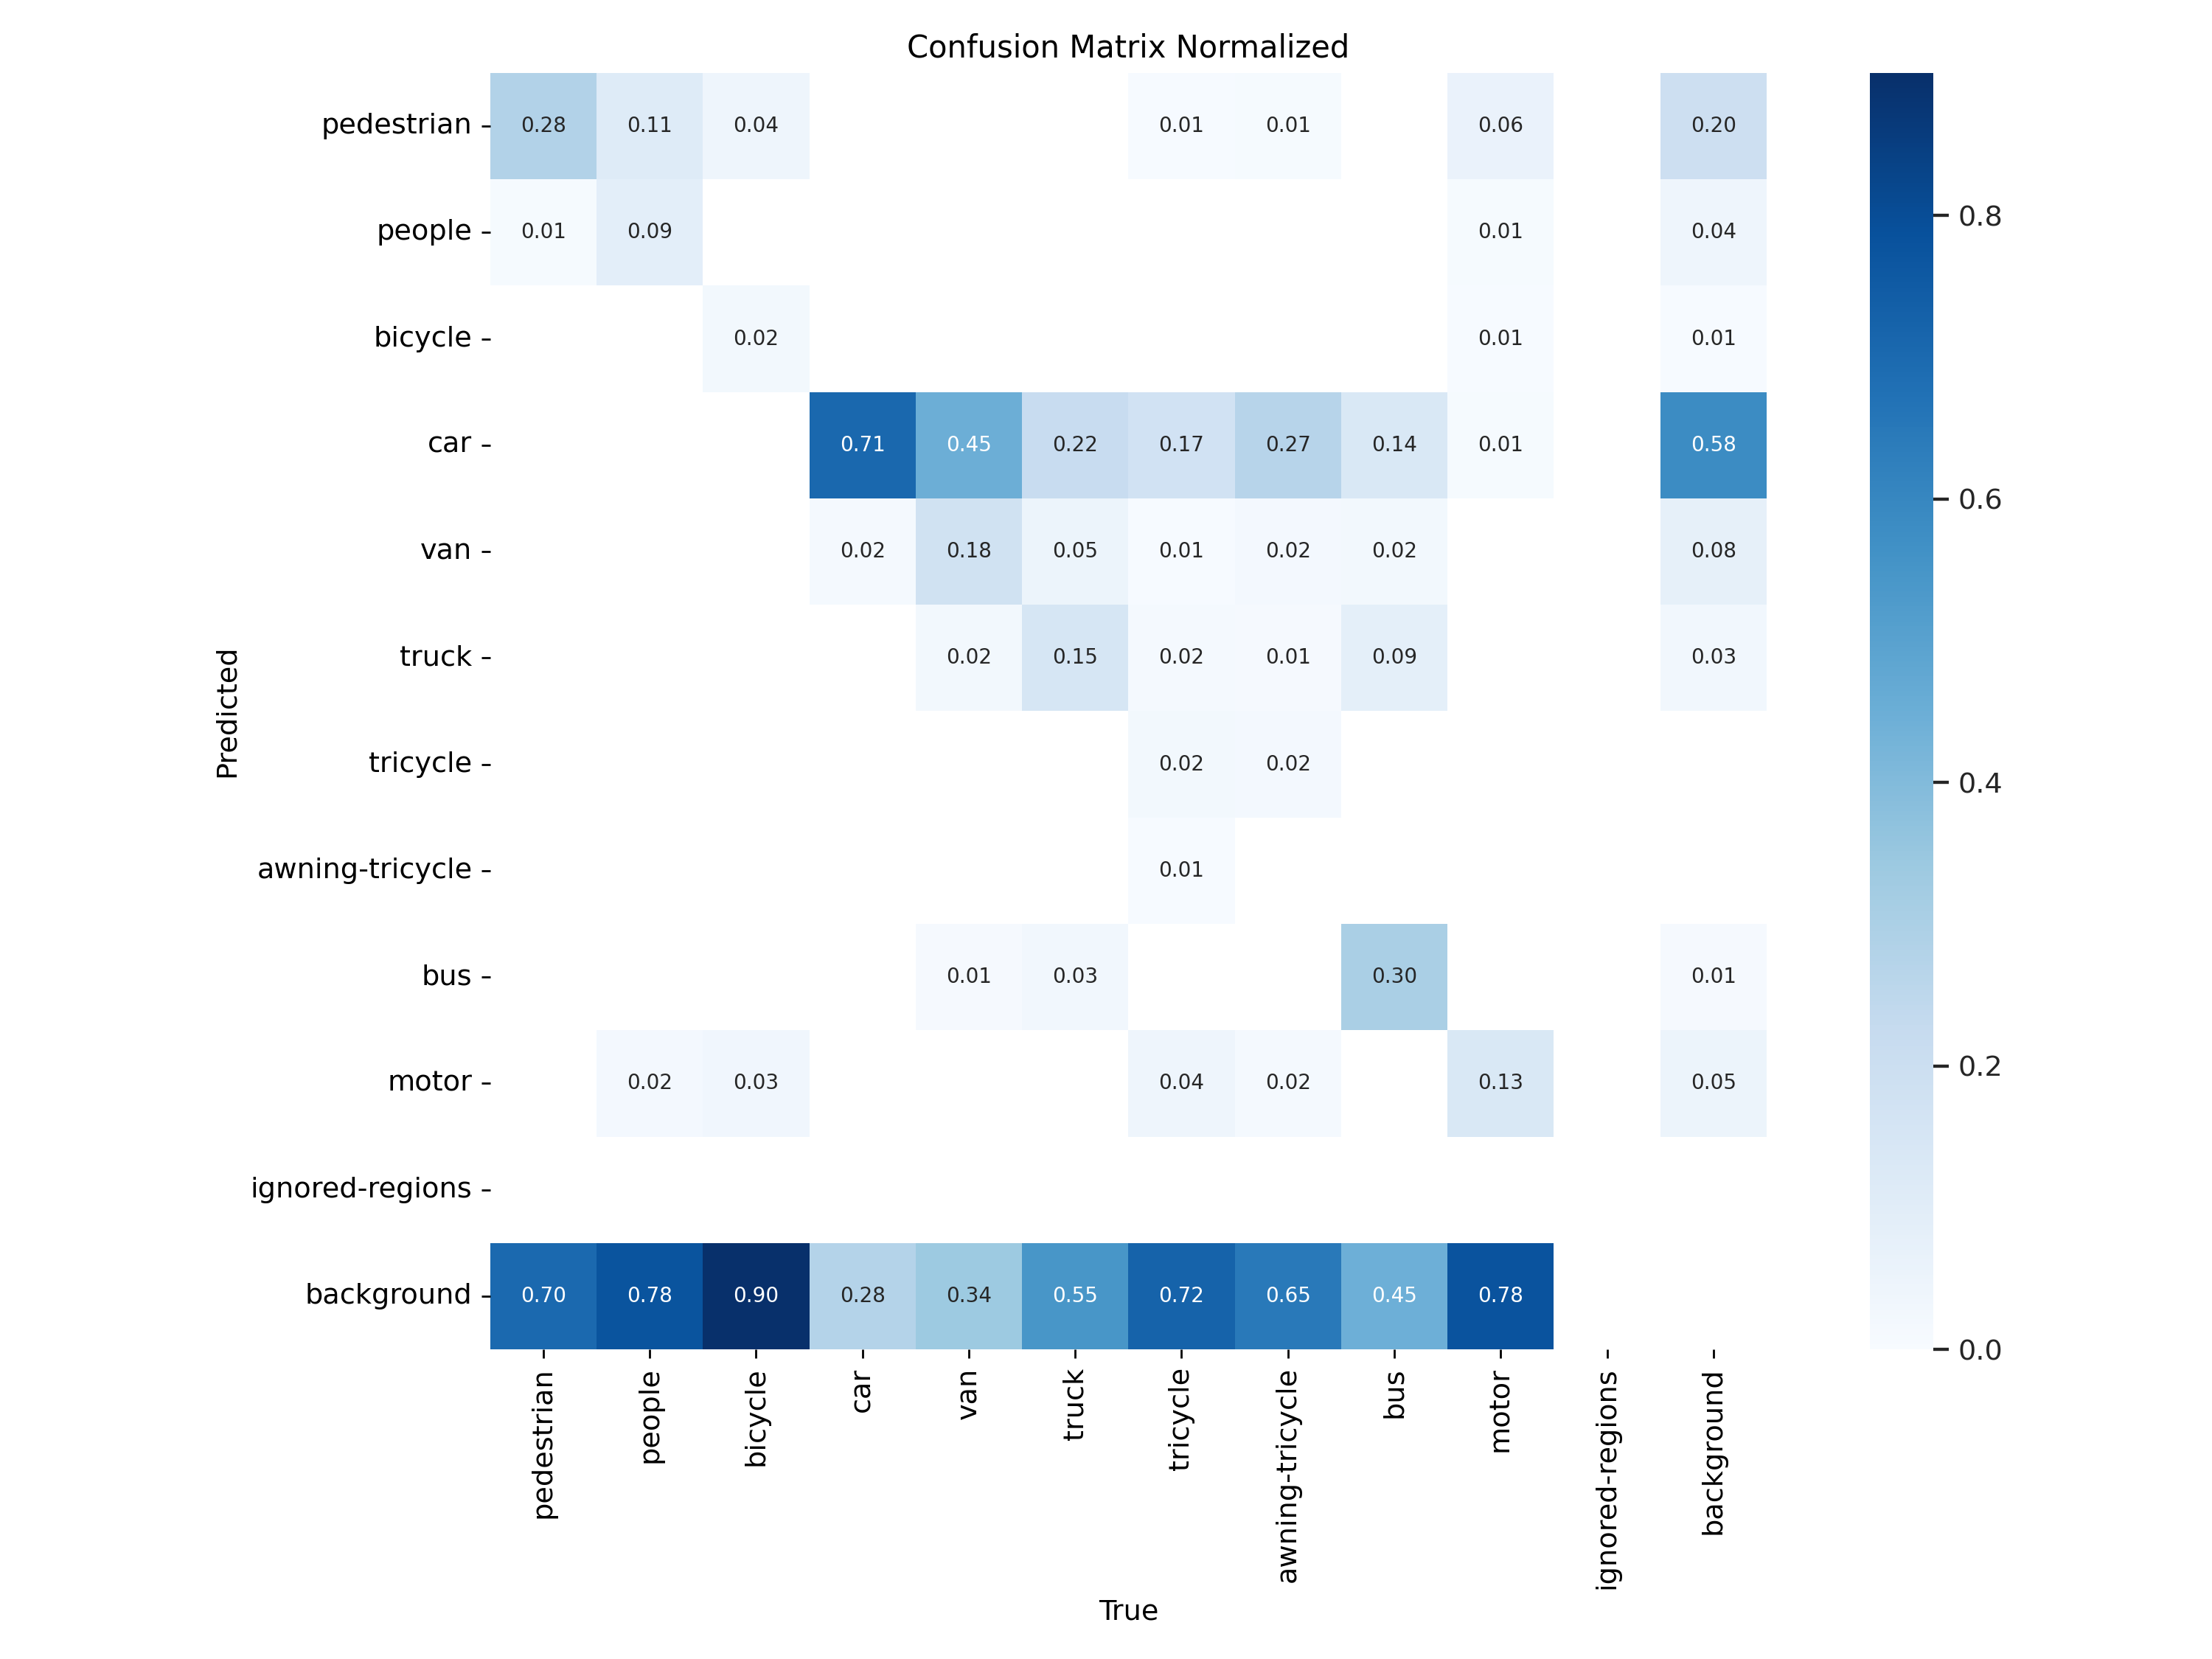 Confusion Matrix Normalized
pedestrian 0.28 0.11 0.04 0.01 0.01 0.06 0.20
people 0.01 0.09 0.01 0.04
0.8
bicycle 0.02 0.01 0.01
car 0.71 0.45 0.22 0.17 0.27 0.14 0.01 0.58
0.6
van 0.02 0.18 0.05 0.01 0.02 0.02 0.08
truck 0.02 0.15 0.02 0.01 0.09 0.03
Predicted
tricycle 0.02 0.02
0.4
awning-tricycle 0.01
bus 0.01 0.03 0.30 0.01
0.2
motor 0.02 0.03 0.04 0.02 0.13 0.05
ignored-regions
background 0.70 0.78 0.90 0.28 0.34 0.55 0.72 0.65 0.45 0.78
0.0
pedestrian
people
bicycle
car
van
truck
tricycle
awning-tricycle
bus
motor
ignored-regions
background
True